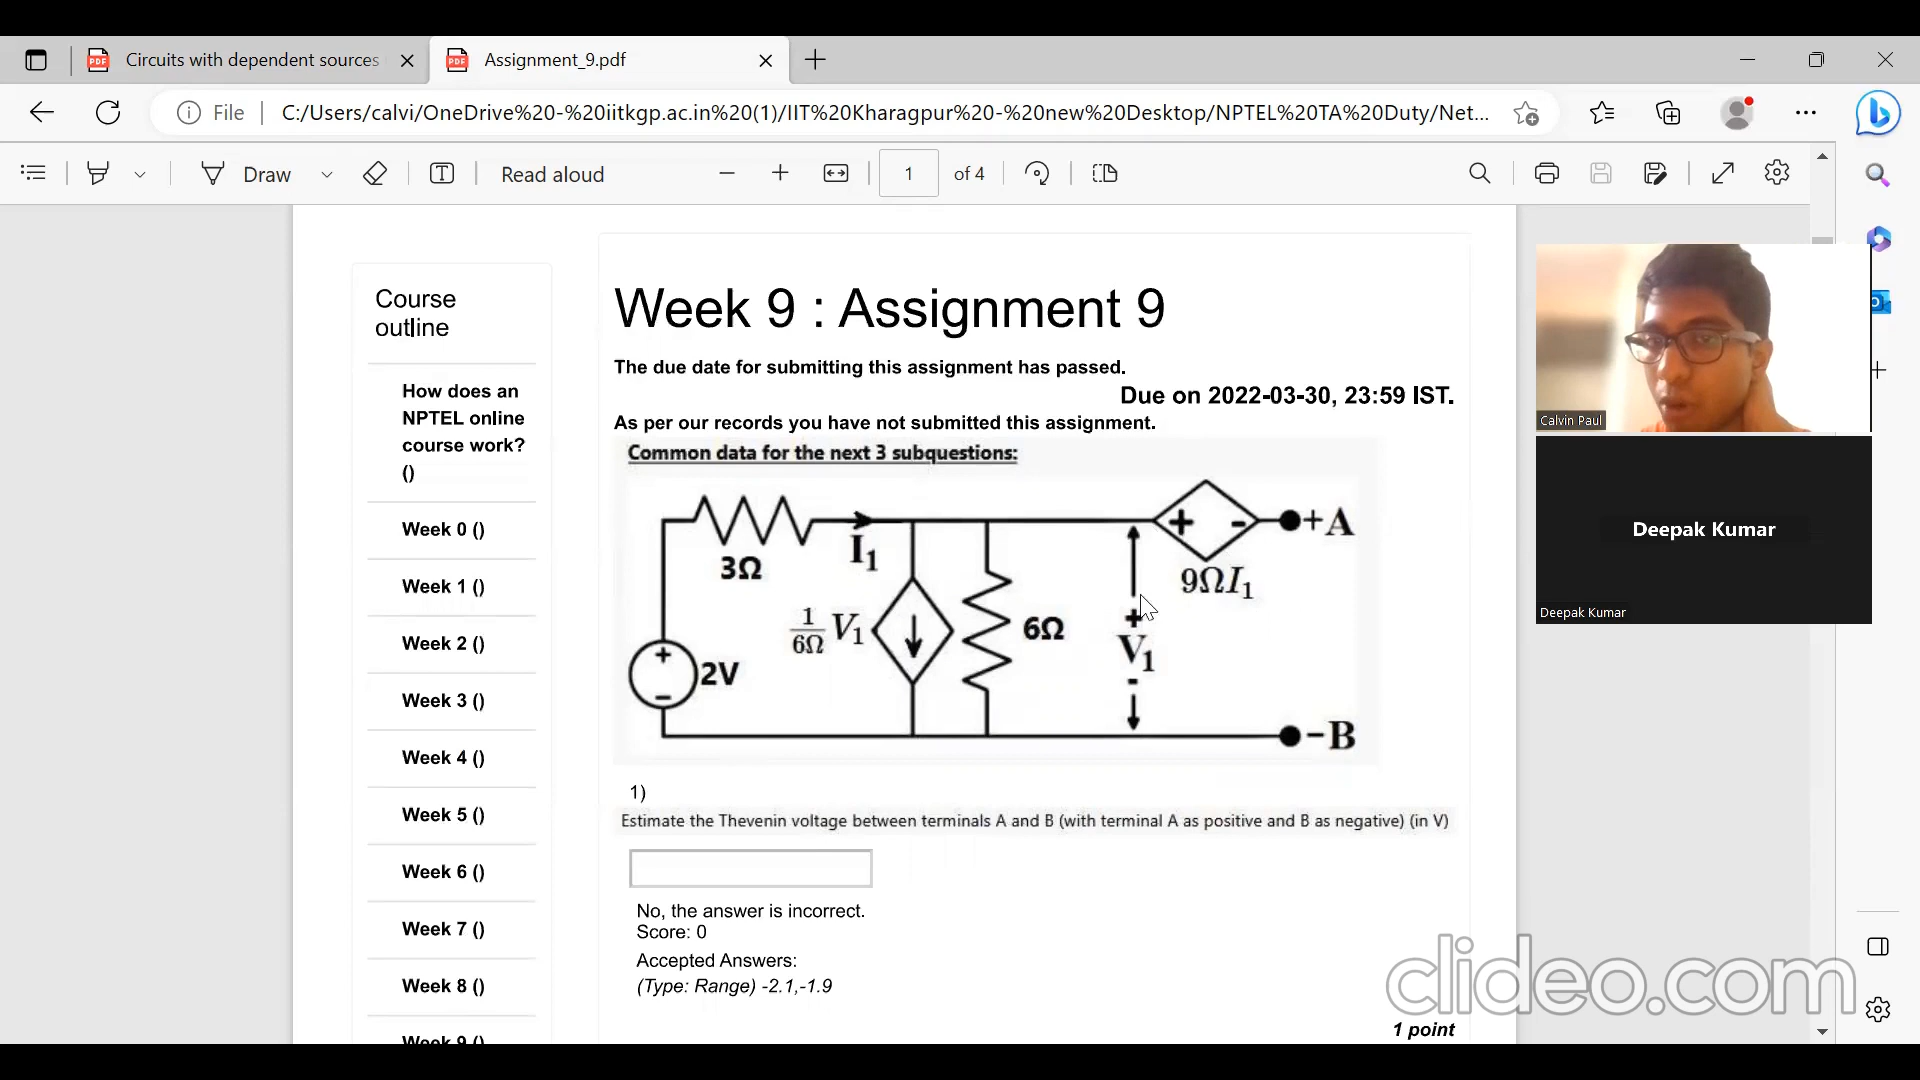 Circuits with dependent sources
Assignment_9.pdf
File
C:/Users/calvi/OneDrive%20-%20iitkgp.ac.in%20(1)/IIT%20Kharagpur%20-%20new%20Desktop/NPTEL%20TA%20Duty/Net...
Draw
Read aloud
1 of 4
Course
outline
How does an
NPTEL online
course work?
()
Week 0 ()
Week 1 ()
Week 2 ()
Week 3 ()
Week 4 ()
Week 5 ()
Week 6 ()
Week 7 ()
Week 8 ()
Week 9 ()
Week 9 : Assignment 9
The due date for submitting this assignment has passed.
Due on 2022-03-30, 23:59 IST.
As per our records you have not submitted this assignment.
Common data for the next 3 subquestions:
3Ω
I₁
+ -
+A
9ΩI₁
1/6Ω V₁
6Ω
+
V₁
-
+
2V
-
-B
1)
Estimate the Thevenin voltage between terminals A and B (with terminal A as positive and B as negative) (in V)
No, the answer is incorrect.
Score: 0
Accepted Answers:
(Type: Range) -2.1,-1.9
1 point
Calvin Paul
Deepak Kumar
Deepak Kumar
clideo.com